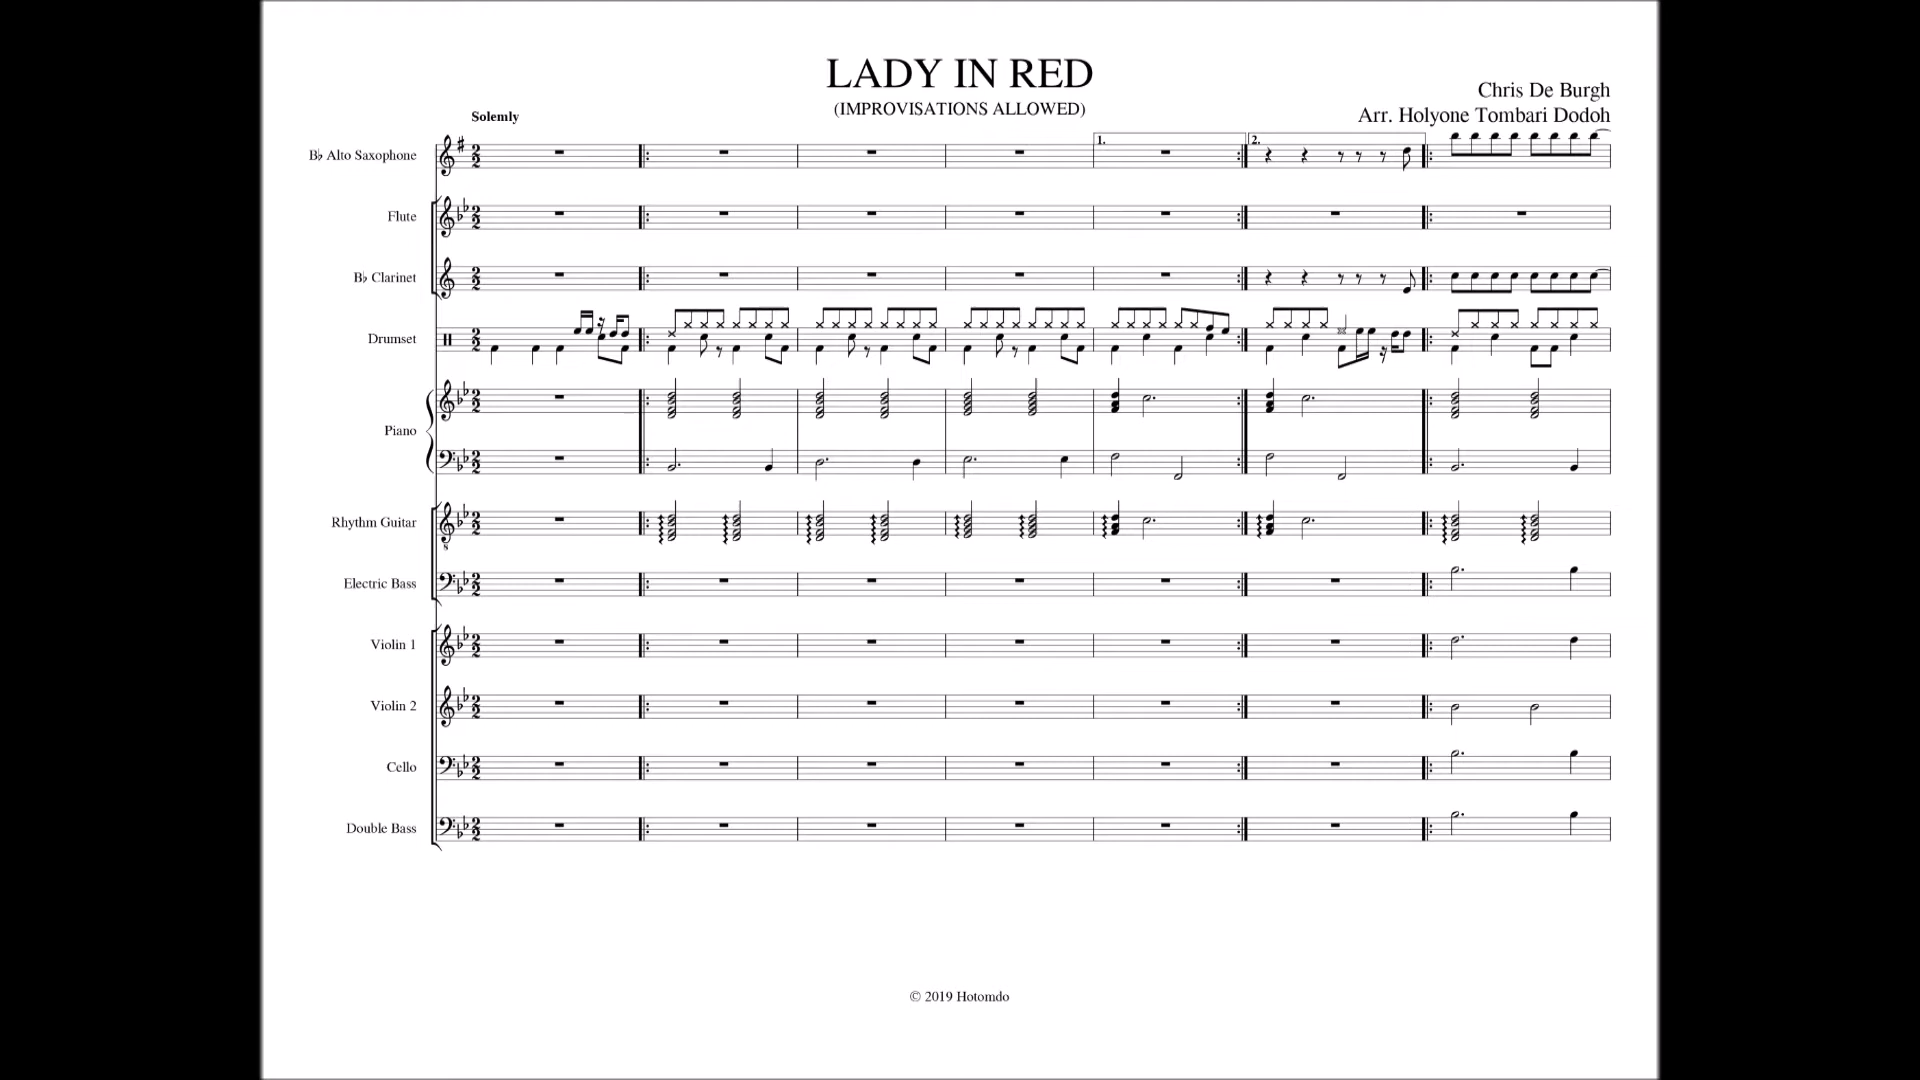 LADY IN RED
(IMPROVISATIONS ALLOWED)
Chris De Burgh
Arr. Holyone Tombari Dodoh
Solemly
1.
2.
B♭ Alto Saxophone
Flute
B♭ Clarinet
Drumset
Piano
Rhythm Guitar
Electric Bass
Violin 1
Violin 2
Cello
Double Bass
© 2019 Hotomdo